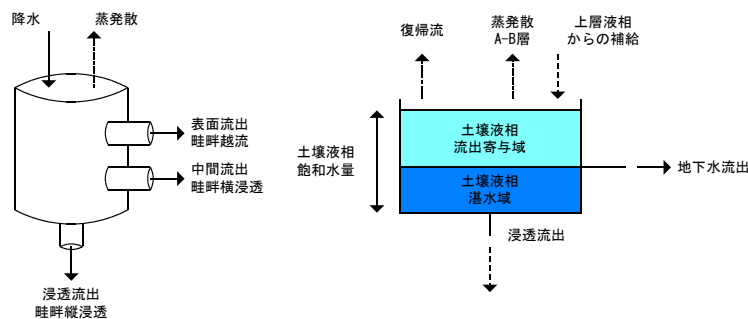 降水
蒸発散
表面流出
畦畔越流
中間流出
畦畔横浸透
浸透流出
畦畔縦浸透
復帰流
蒸発散
A-B層
上層液相
からの補給
土壌液相
飽和水量
土壌液相
流出寄与域
土壌液相
湛水域
地下水流出
浸透流出